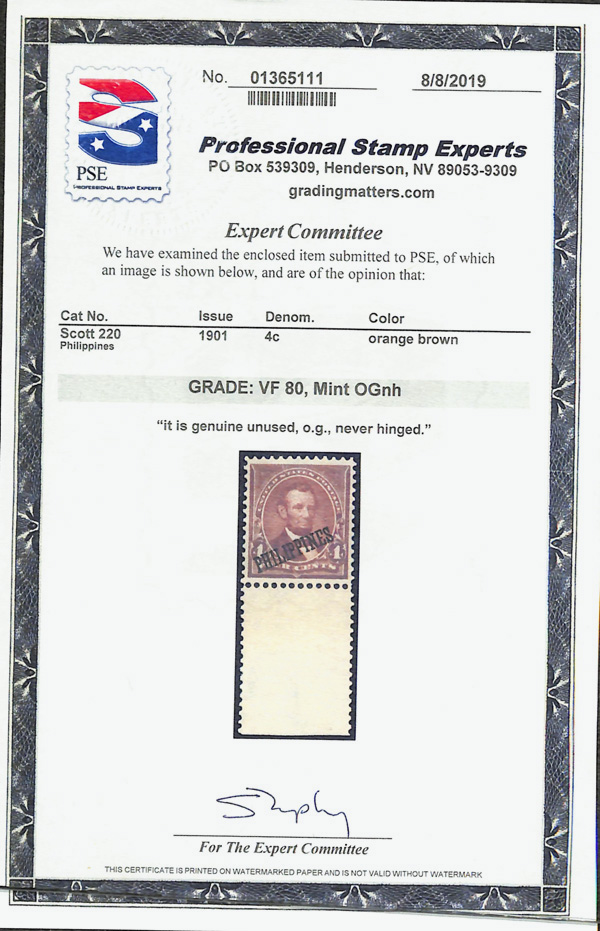 No. 01365111
8/8/2019
PSE
PROFESSIONAL STAMP EXPERTS
Professional Stamp Experts
PO Box 539309, Henderson, NV 89053-9309
gradingmatters.com
Expert Committee
We have examined the enclosed item submitted to PSE, of which
an image is shown below, and are of the opinion that:
Cat No. Issue Denom. Color
Scott 220 1901 4c orange brown
Philippines
GRADE: VF 80, Mint OGnh
“it is genuine unused, o.g., never hinged.”
UNITED STATES POSTAGE
PHILIPPINES
CENTS
For The Expert Committee
THIS CERTIFICATE IS PRINTED ON WATERMARKED PAPER AND IS NOT VALID WITHOUT WATERMARK